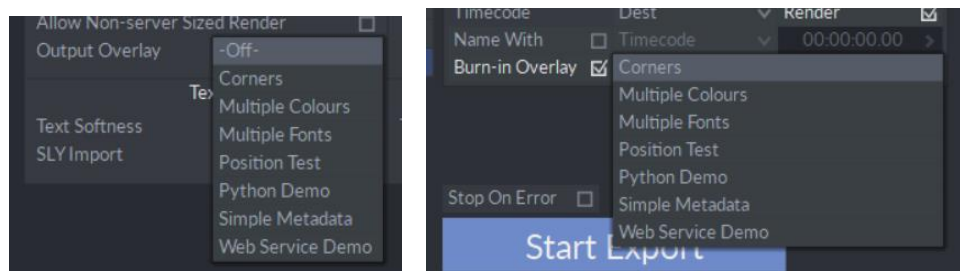 Allow Non-server Sized Render
Output Overlay -Off-
Corners
Multiple Colours
Multiple Fonts
Text Softness
Position Test
SLY Import
Python Demo
Simple Metadata
Web Service Demo
Timecode Dest Render
Name With Timecode 00:00:00.00 >
Burn-in Overlay Corners
Multiple Colours
Multiple Fonts
Position Test
Python Demo
Stop On Error
Simple Metadata
Web Service Demo
Start Export